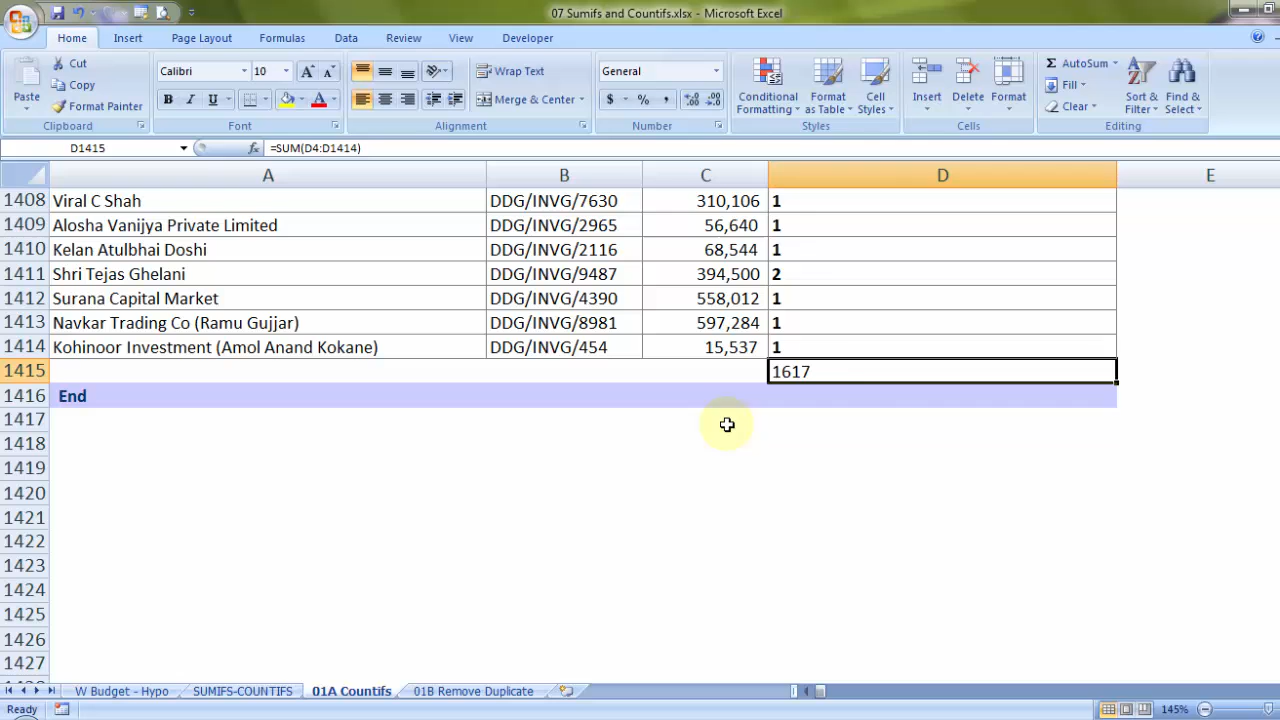 07 Sumifs and Countifs.xlsx - Microsoft Excel
Home Insert Page Layout Formulas Data Review View Developer
Paste Cut Copy Format Painter Clipboard
Calibri 10 A A B I U A Font
Wrap Text Merge & Center Alignment
General $ % , .00 .0 Number
Conditional Formatting Format as Table Cell Styles Styles
Insert Delete Format Cells
Σ AutoSum Fill Clear Sort & Filter Find & Select Editing
D1415 fx =SUM(D4:D1414)
A B C D E
1408 Viral C Shah DDG/INVG/7630 310,106 1
1409 Alosha Vanijya Private Limited DDG/INVG/2965 56,640 1
1410 Kelan Atulbhai Doshi DDG/INVG/2116 68,544 1
1411 Shri Tejas Ghelani DDG/INVG/9487 394,500 2
1412 Surana Capital Market DDG/INVG/4390 558,012 1
1413 Navkar Trading Co (Ramu Gujjar) DDG/INVG/8981 597,284 1
1414 Kohinoor Investment (Amol Anand Kokane) DDG/INVG/454 15,537 1
1415 1617
1416 End
1417
1418
1419
1420
1421
1422
1423
1424
1425
1426
1427
W Budget - Hypo SUMIFS-COUNTIFS 01A Countifs 01B Remove Duplicate
Ready 145%